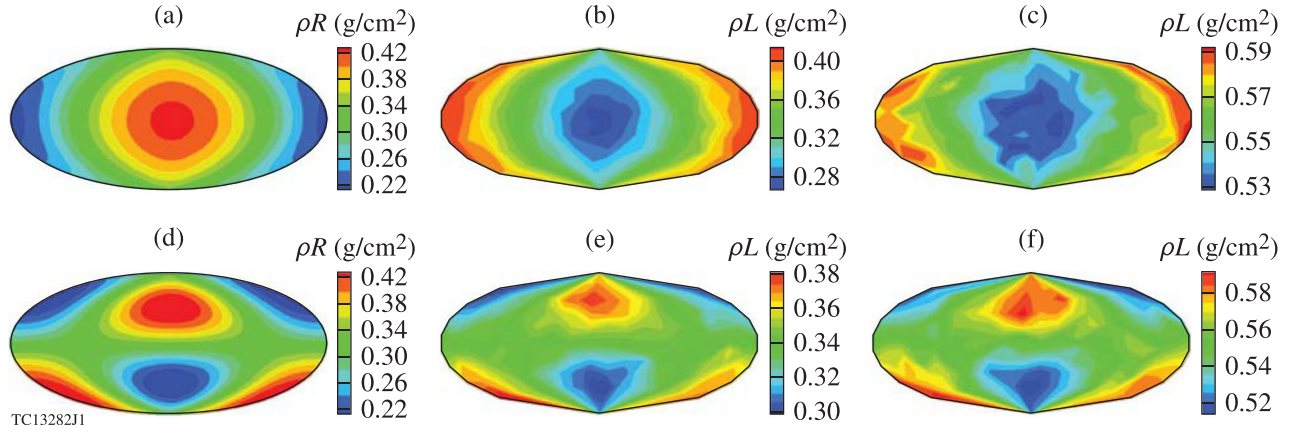 (a)
ρR (g/cm2)
0.42
0.38
0.34
0.30
0.26
0.22
(b)
ρL (g/cm2)
0.40
0.36
0.32
0.28
(c)
ρL (g/cm2)
0.59
0.57
0.55
0.53
(d)
ρR (g/cm2)
0.42
0.38
0.34
0.30
0.26
0.22
(e)
ρL (g/cm2)
0.38
0.36
0.34
0.32
0.30
(f)
ρL (g/cm2)
0.58
0.56
0.54
0.52
TC13282J1